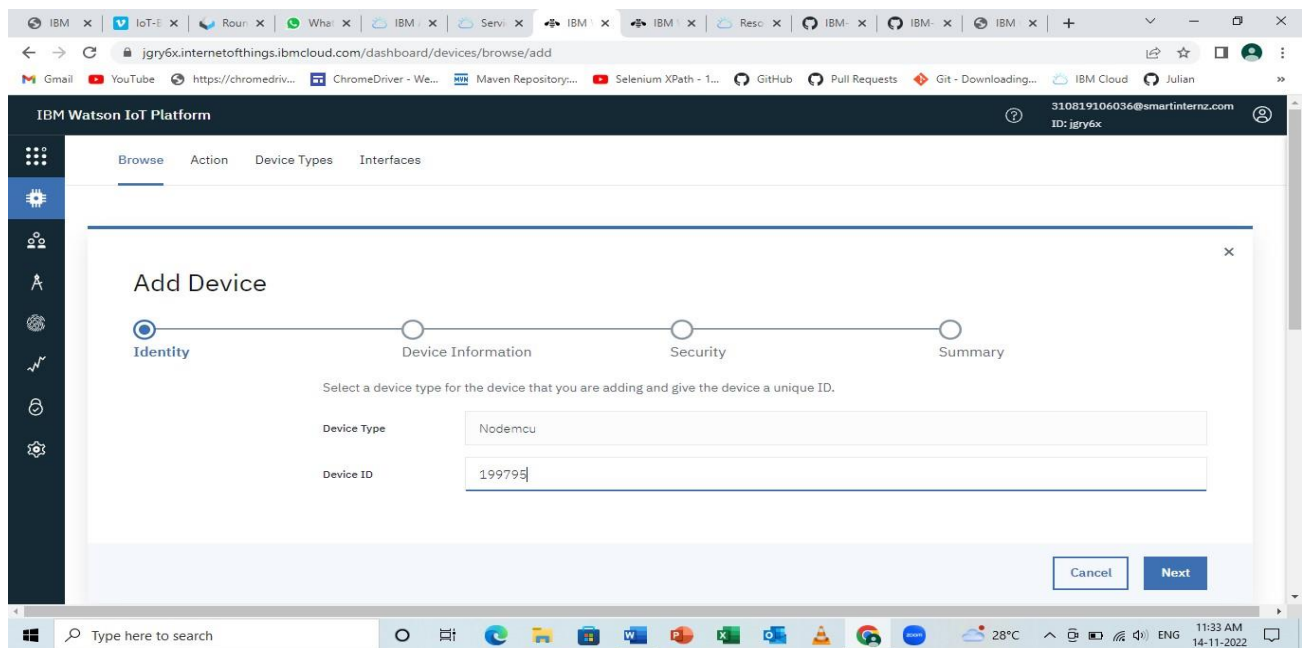 IBM
IoT-E
Roun
What
IBM
Servi
IBM
IBM
Reso
IBM-
IBM-
IBM
jgry6x.internetofthings.ibmcloud.com/dashboard/devices/browse/add
Gmail YouTube https://chromedriv... ChromeDriver - We... Maven Repository:... Selenium XPath - 1... GitHub Pull Requests Git - Downloading... IBM Cloud Julian »
IBM Watson IoT Platform
310819106036@smartinternz.com
ID: jgry6x
Browse Action Device Types Interfaces
Add Device
Identity Device Information Security Summary
Select a device type for the device that you are adding and give the device a unique ID.
Device Type Nodemcu
Device ID 199795
Cancel Next
Type here to search
zoom
28°C ENG
11:33 AM
14-11-2022